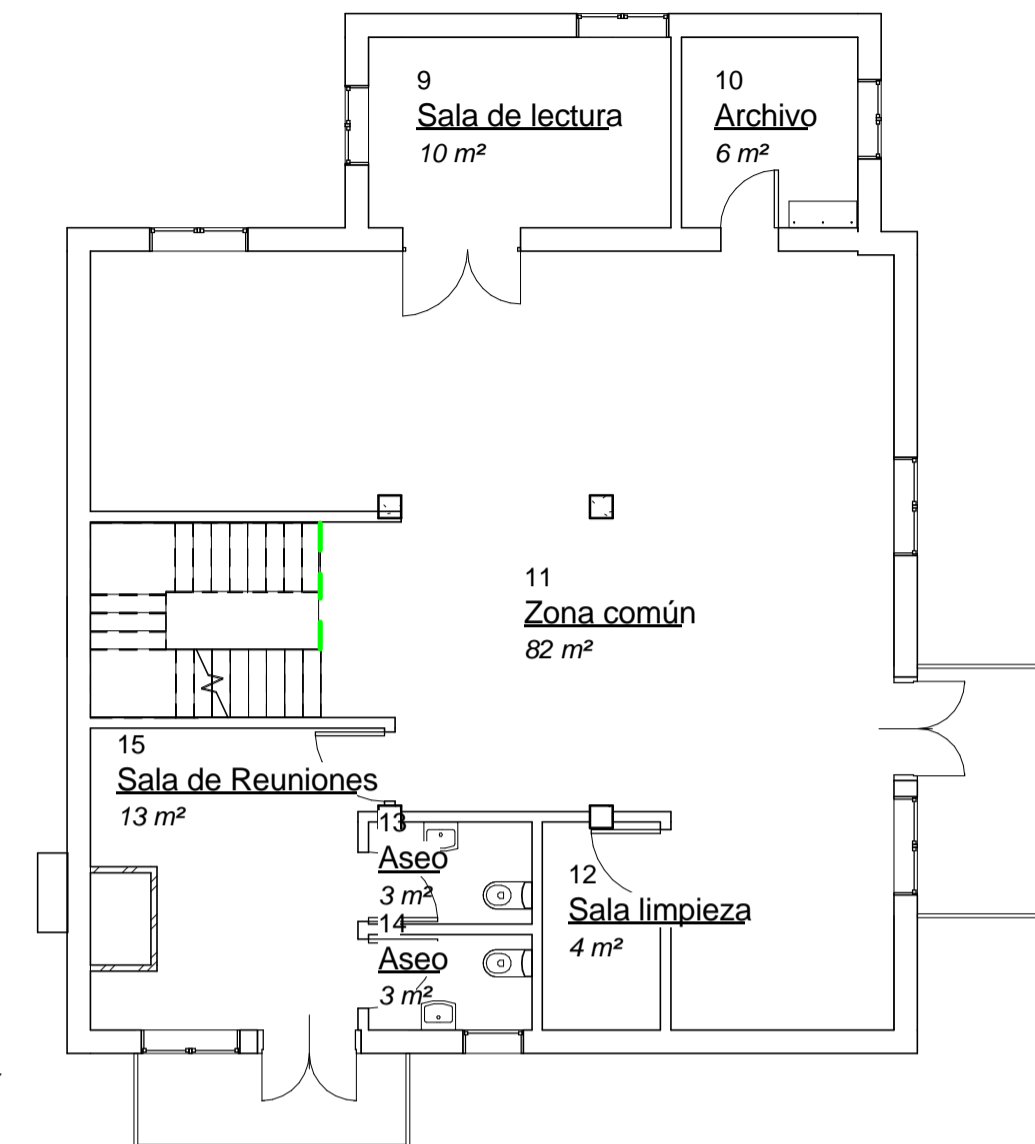 9
Sala de lectura
10 m²
10
Archivo
6 m²
11
Zona común
82 m²
15
Sala de Reuniones
13 m²
13
Aseo
3 m²
14
Aseo
3 m²
12
Sala limpieza
4 m²